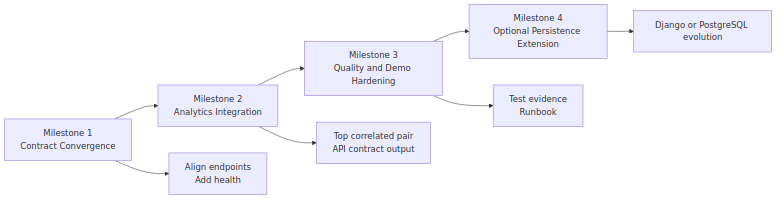 Milestone 1
Contract Convergence
Align endpoints
Add health
Milestone 2
Analytics Integration
Top correlated pair
API contract output
Milestone 3
Quality and Demo
Hardening
Test evidence
Runbook
Milestone 4
Optional Persistence
Extension
Django or PostgreSQL
evolution